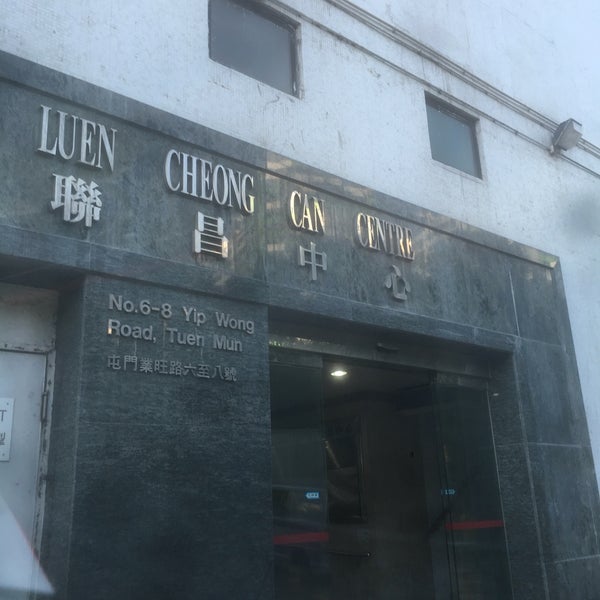 LUEN CHEONG CAN CENTRE
聯昌中心
No.6-8 Yip Wong
Road, Tuen Mun
屯門業旺路六至八號